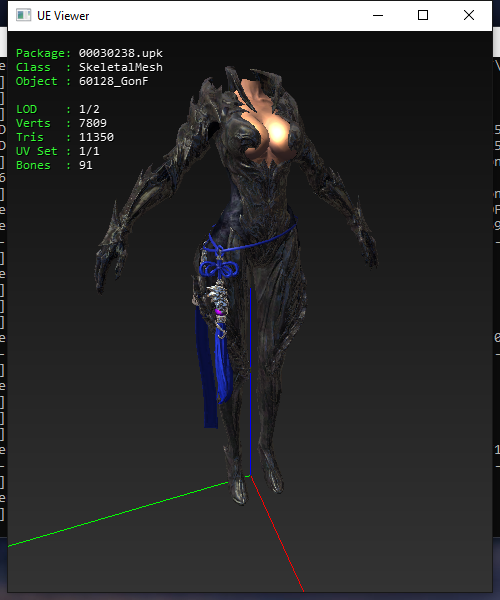 UE Viewer
Package: 00030238.upk
Class : SkeletalMesh
Object : 60128_GonF
LOD : 1/2
Verts : 7809
Tris : 11350
UV Set : 1/1
Bones : 91